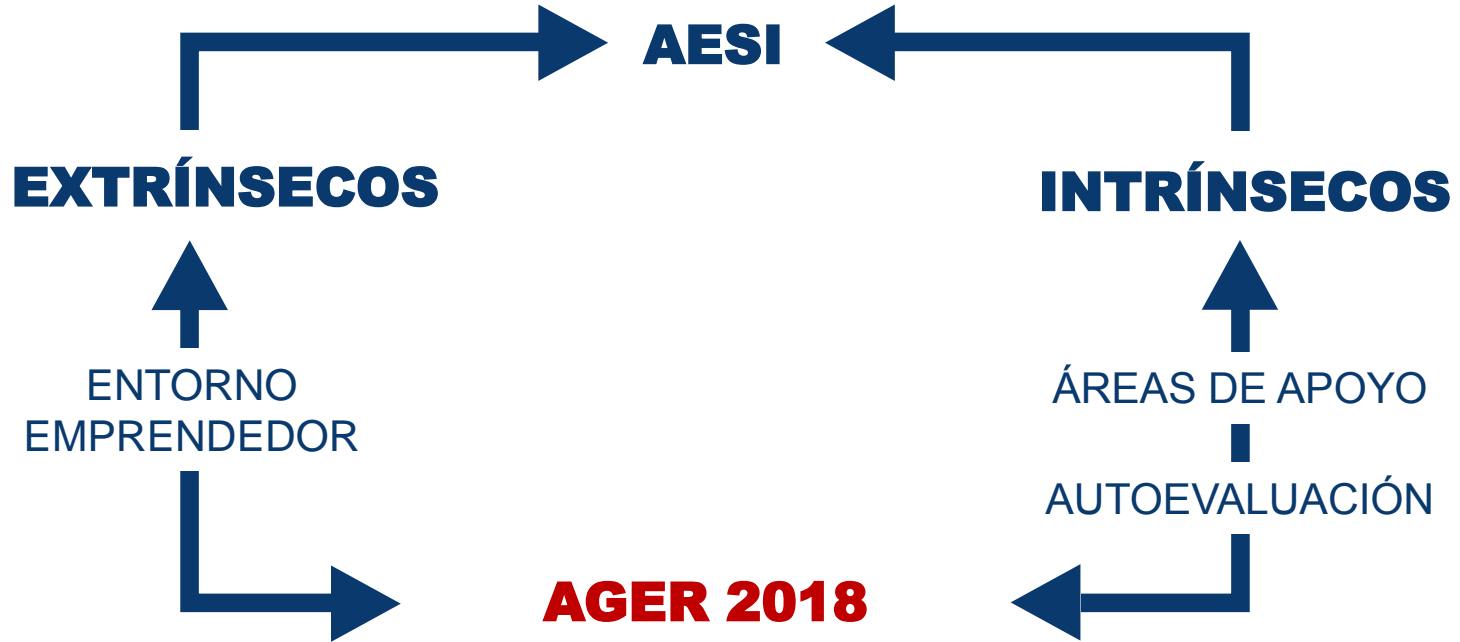 AESI
EXTRÍNSECOS
INTRÍNSECOS
ENTORNO
EMPRENDEDOR
ÁREAS DE APOYO
AUTOEVALUACIÓN
AGER 2018